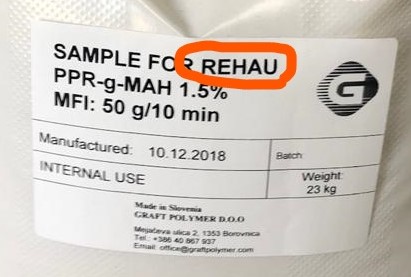 SAMPLE FOR REHAU
PPR-g-MAH 1.5%
MFI: 50 g/10 min
Manufactured: 10.12.2018 Batch:
INTERNAL USE Weight:
23 kg
Made in Slovenia
GRAFT POLYMER D.O.O
Mejačeva ulica 1, 1353 Borovnica
Tel.: +386 40 867 937
Email: office@graftpolymer.com